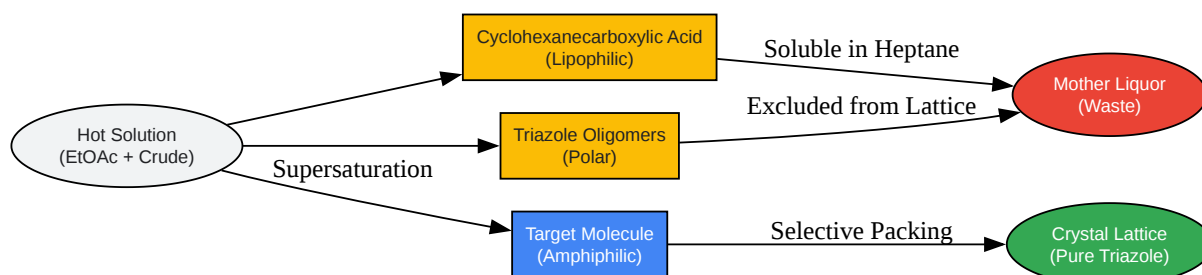 Cyclohexanecarboxylic Acid
(Lipophilic)
Soluble in Heptane
Mother Liquor
(Waste)
Excluded from Lattice
Hot Solution
(EtOAc + Crude)
Triazole Oligomers
(Polar)
Supersaturation
Target Molecule
(Amphiphilic)
Selective Packing
Crystal Lattice
(Pure Triazole)